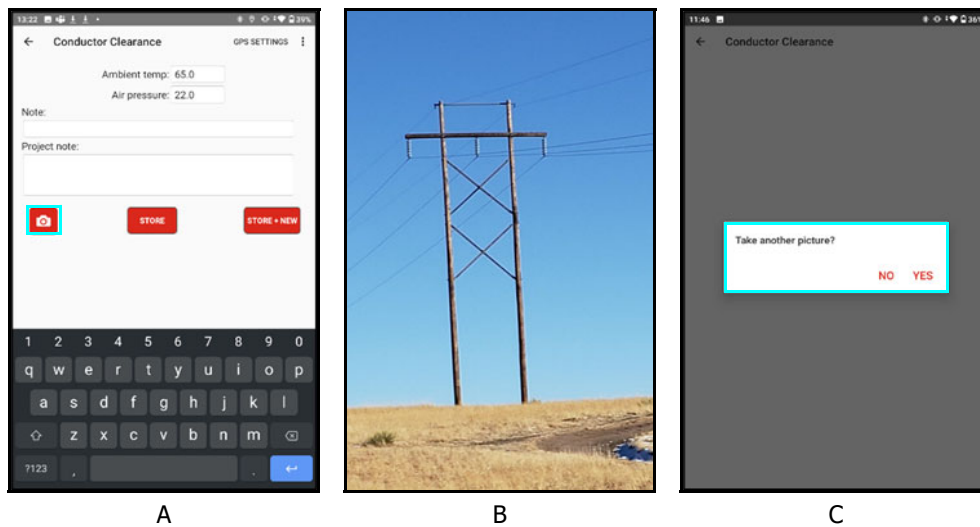 13:22 39%
← Conductor Clearance GPS SETTINGS
Ambient temp: 65.0
Air pressure: 22.0
Note:
Project note:
STORE
STORE + NEW
1 2 3 4 5 6 7 8 9 0
q w e r t y u i o p
a s d f g h j k l
z x c v b n m
?123 , .
A
B
11:46 36%
← Conductor Clearance
Take another picture?
NO YES
C